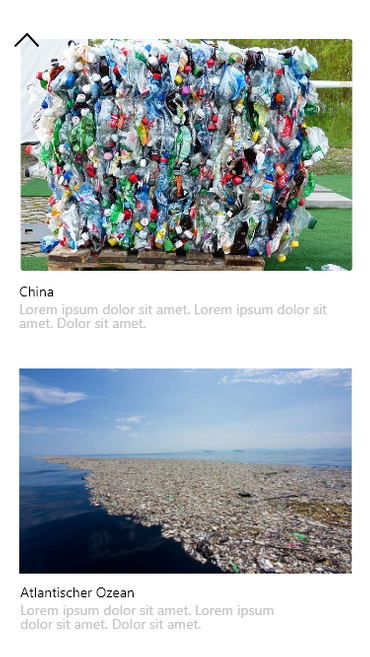 China
Lorem ipsum dolor sit amet. Lorem ipsum dolor sit
amet. Dolor sit amet.
Atlantischer Ozean
Lorem ipsum dolor sit amet. Lorem ipsum
dolor sit amet. Dolor sit amet.